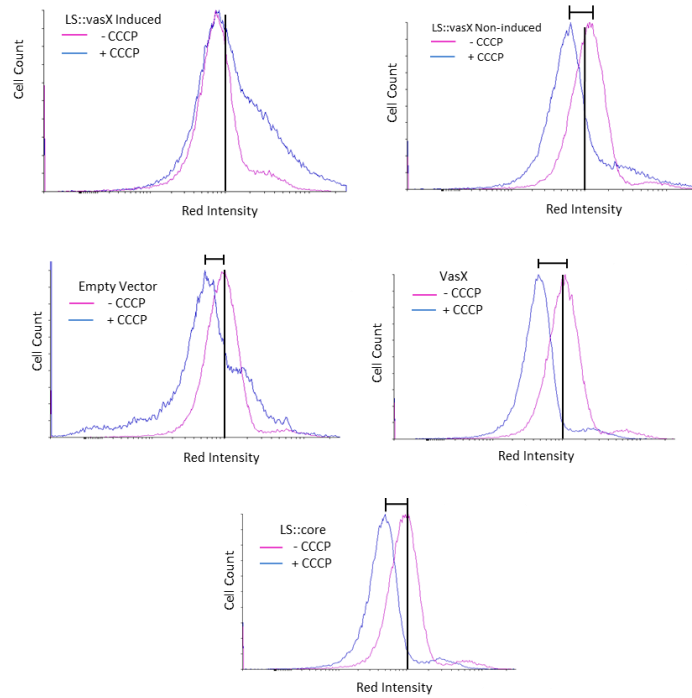 LS::vasX Induced
- CCCP
+ CCCP
Cell Count
Red Intensity
LS::vasX Non-induced
- CCCP
+ CCCP
Cell Count
Red Intensity
Empty Vector
- CCCP
+ CCCP
Cell Count
Red Intensity
VasX
- CCCP
+ CCCP
Cell Count
Red Intensity
LS::core
- CCCP
+ CCCP
Cell Count
Red Intensity